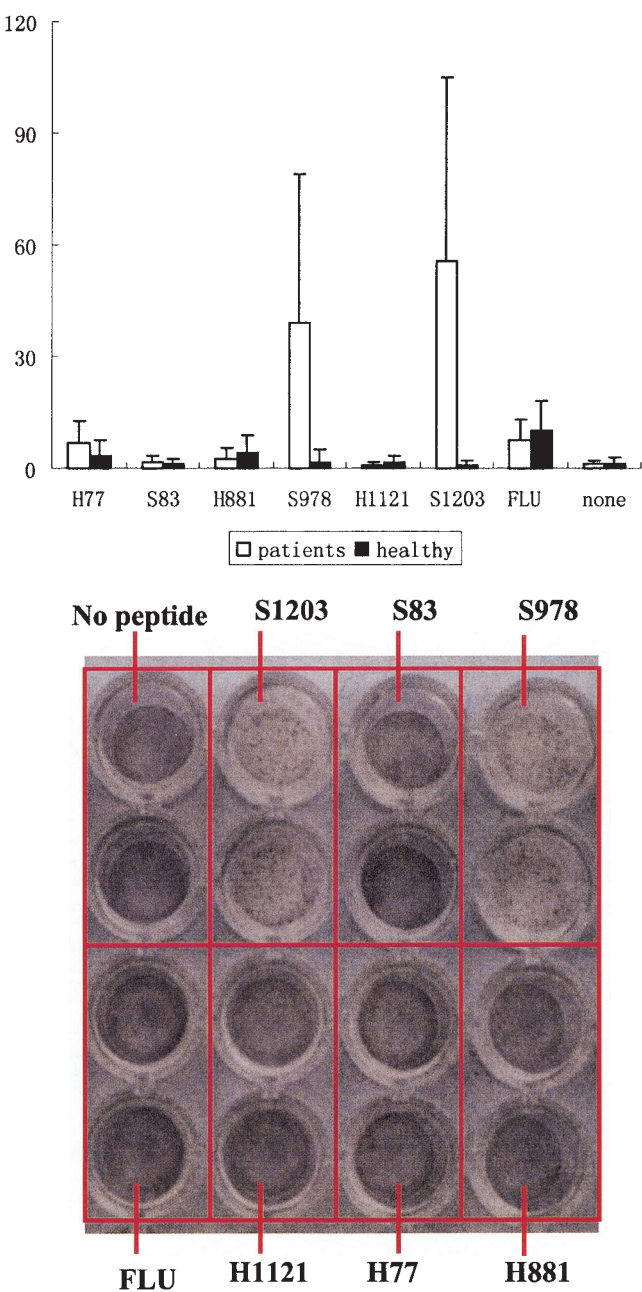 120
90
60
30
0
H77 S83 H881 S978 H1121 S1203 FLU none
patients healthy
No peptide S1203 S83 S978
FLU H1121 H77 H881